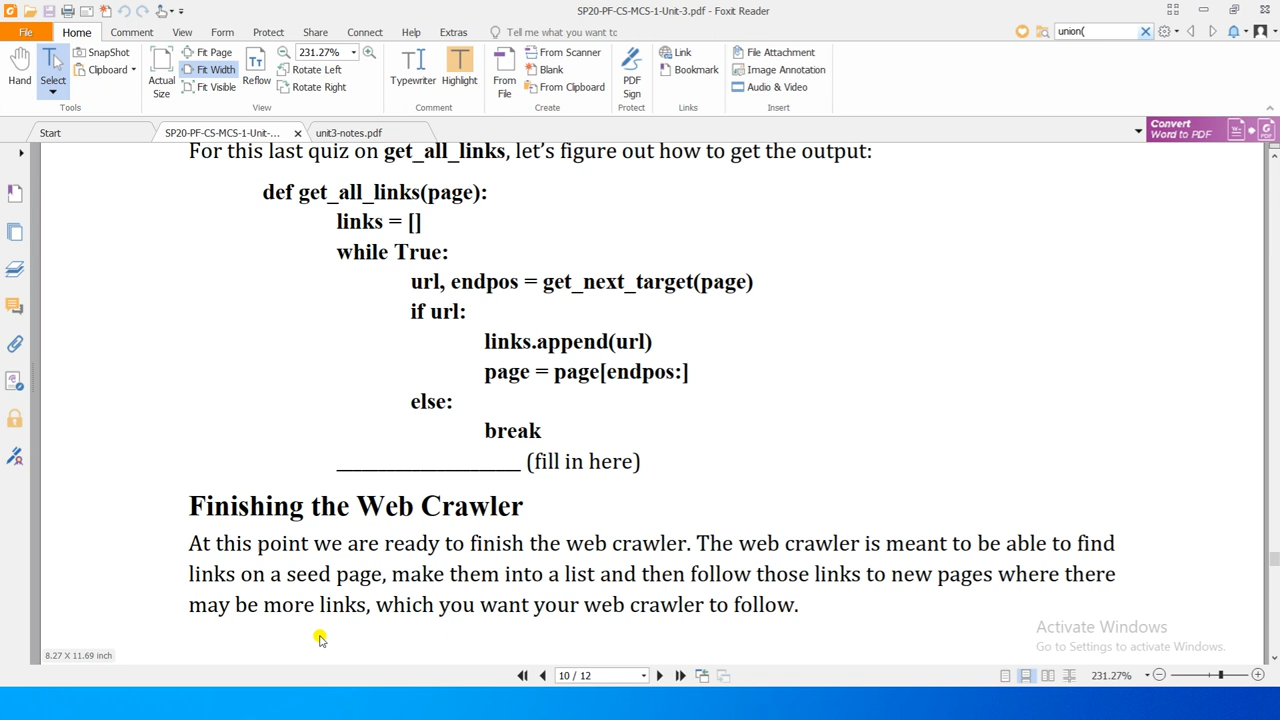 SP20-PF-CS-MCS-1-Unit-3.pdf - Foxit Reader
File Home Comment View Form Protect Share Connect Help Extras Tell me what you want tc union(
Hand Select Actual Size Reflow Typewriter Highlight From File PDF Sign
SnapShot Fit Page 231.27% From Scanner Link File Attachment
Clipboard Fit Width Rotate Left Blank Bookmark Image Annotation
Fit Visible Rotate Right From Clipboard Audio & Video
Tools View Comment Create Protect Links Insert
Start SP20-PF-CS-MCS-1-Unit-... unit3-notes.pdf Convert Word to PDF
For this last quiz on get_all_links, let’s figure out how to get the output:
def get_all_links(page):
links = []
while True:
url, endpos = get_next_target(page)
if url:
links.append(url)
page = page[endpos:]
else:
break
____________________ (fill in here)
Finishing the Web Crawler
At this point we are ready to finish the web crawler. The web crawler is meant to be able to find
links on a seed page, make them into a list and then follow those links to new pages where there
may be more links, which you want your web crawler to follow.
Activate Windows
Go to Settings to activate Windows.
8.27 X 11.69 inch
10 / 12 231.27%